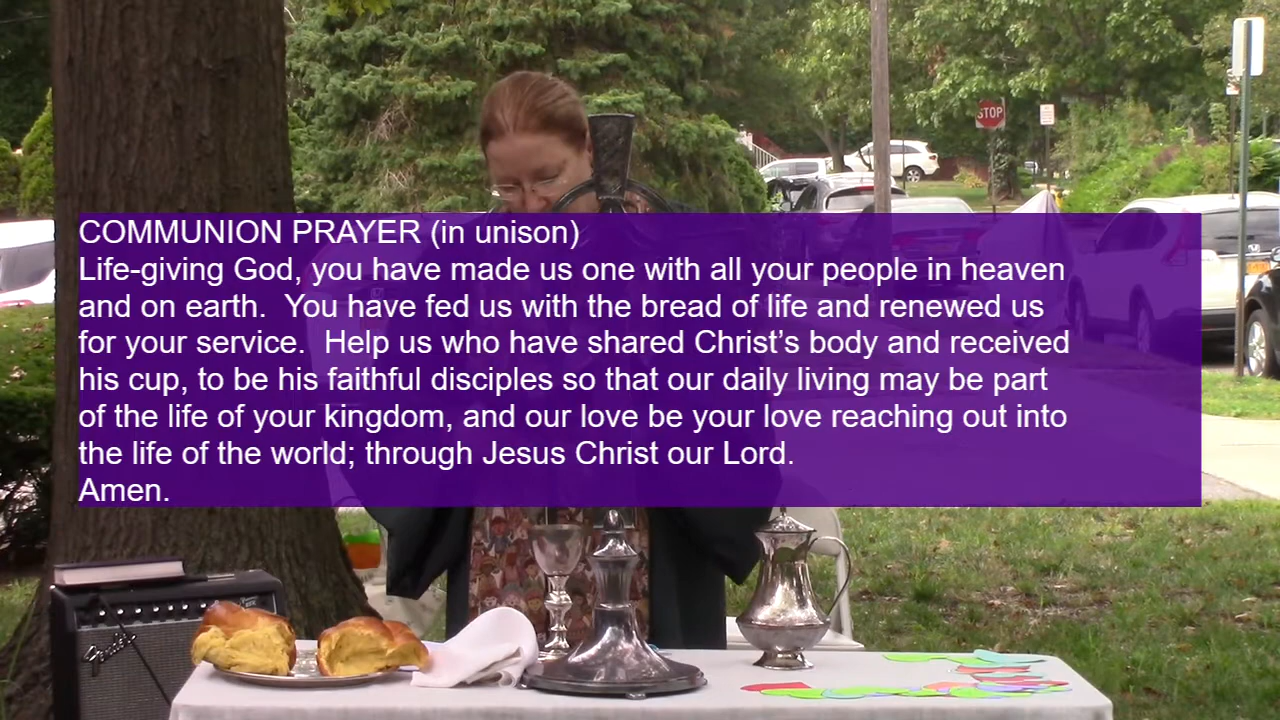 STOP
COMMUNION PRAYER (in unison)
Life-giving God, you have made us one with all your people in heaven
and on earth.  You have fed us with the bread of life and renewed us
for your service.  Help us who have shared Christ’s body and received
his cup, to be his faithful disciples so that our daily living may be part
of the life of your kingdom, and our love be your love reaching out into
the life of the world; through Jesus Christ our Lord.
Amen.
Fender